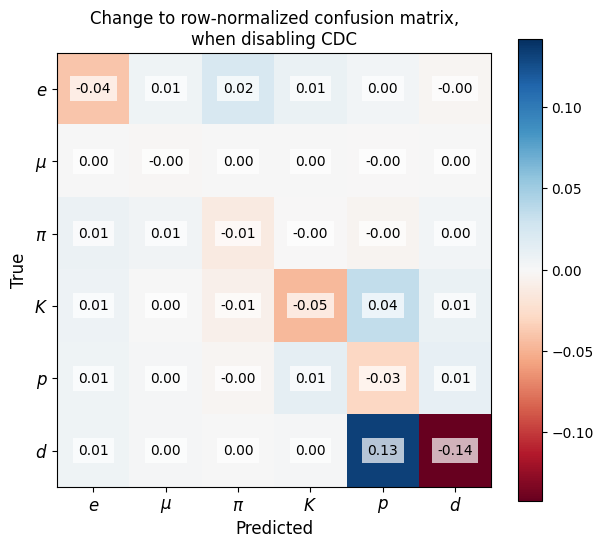 Change to row-normalized confusion matrix,
when disabling CDC
True
e -0.04 0.01 0.02 0.01 0.00 -0.00
μ 0.00 -0.00 0.00 0.00 -0.00 0.00
π 0.01 0.01 -0.01 -0.00 -0.00 0.00
K 0.01 0.00 -0.01 -0.05 0.04 0.01
p 0.01 0.00 -0.00 0.01 -0.03 0.01
d 0.01 0.00 0.00 0.00 0.13 -0.14
e μ π K p d
Predicted
0.10
0.05
0.00
−0.05
−0.10